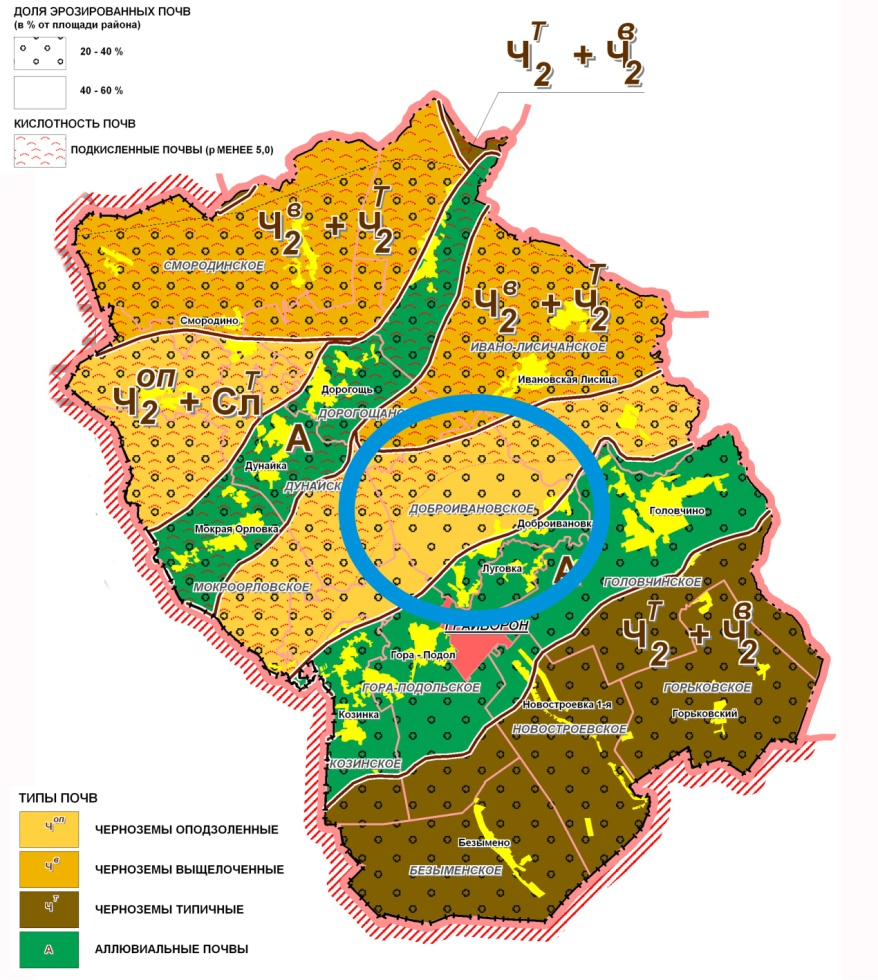 ДОЛЯ ЭРОЗИРОВАННЫХ ПОЧВ
(в % от площади района)
20 - 40 %
40 - 60 %
КИСЛОТНОСТЬ ПОЧВ
ПОДКИСЛЕННЫЕ ПОЧВЫ (р МЕНЕЕ 5,0)
Ч2Т + Ч2В
Ч2В + Ч2Т
СМОРОДИНСКОЕ
Смородино
Ч2В + Ч2Т
ИВАНО-ЛИСИЧАНСКОЕ
Ивановская Лисица
Ч2ОП + СлТ
Дорогощь
ДОРОГОЩАНС
А
Дунайка
ДУНАЙСК
Мокрая Орловка
МОКРООРЛОВСКОЕ
ДОБРОИВАНОВСКОЕ
Доброивановк
Луговка
А
Головчино
ГОЛОВЧИНСКОЕ
ГРАЙВОРОН
Ч2Т + Ч2В
Гора - Подол
ГОРА-ПОДОЛЬСКОЕ
Козинка
КОЗИНСКОЕ
Новостроевка 1-я
НОВОСТРОЕВСКОЕ
ГОРЬКОВСКОЕ
Горьковский
Безымено
БЕЗЫМЕНСКОЕ
ТИПЫ ПОЧВ
ЧОП ЧЕРНОЗЕМЫ ОПОДЗОЛЕННЫЕ
ЧВ ЧЕРНОЗЕМЫ ВЫЩЕЛОЧЕННЫЕ
ЧТ ЧЕРНОЗЕМЫ ТИПИЧНЫЕ
А АЛЛЮВИАЛЬНЫЕ ПОЧВЫ